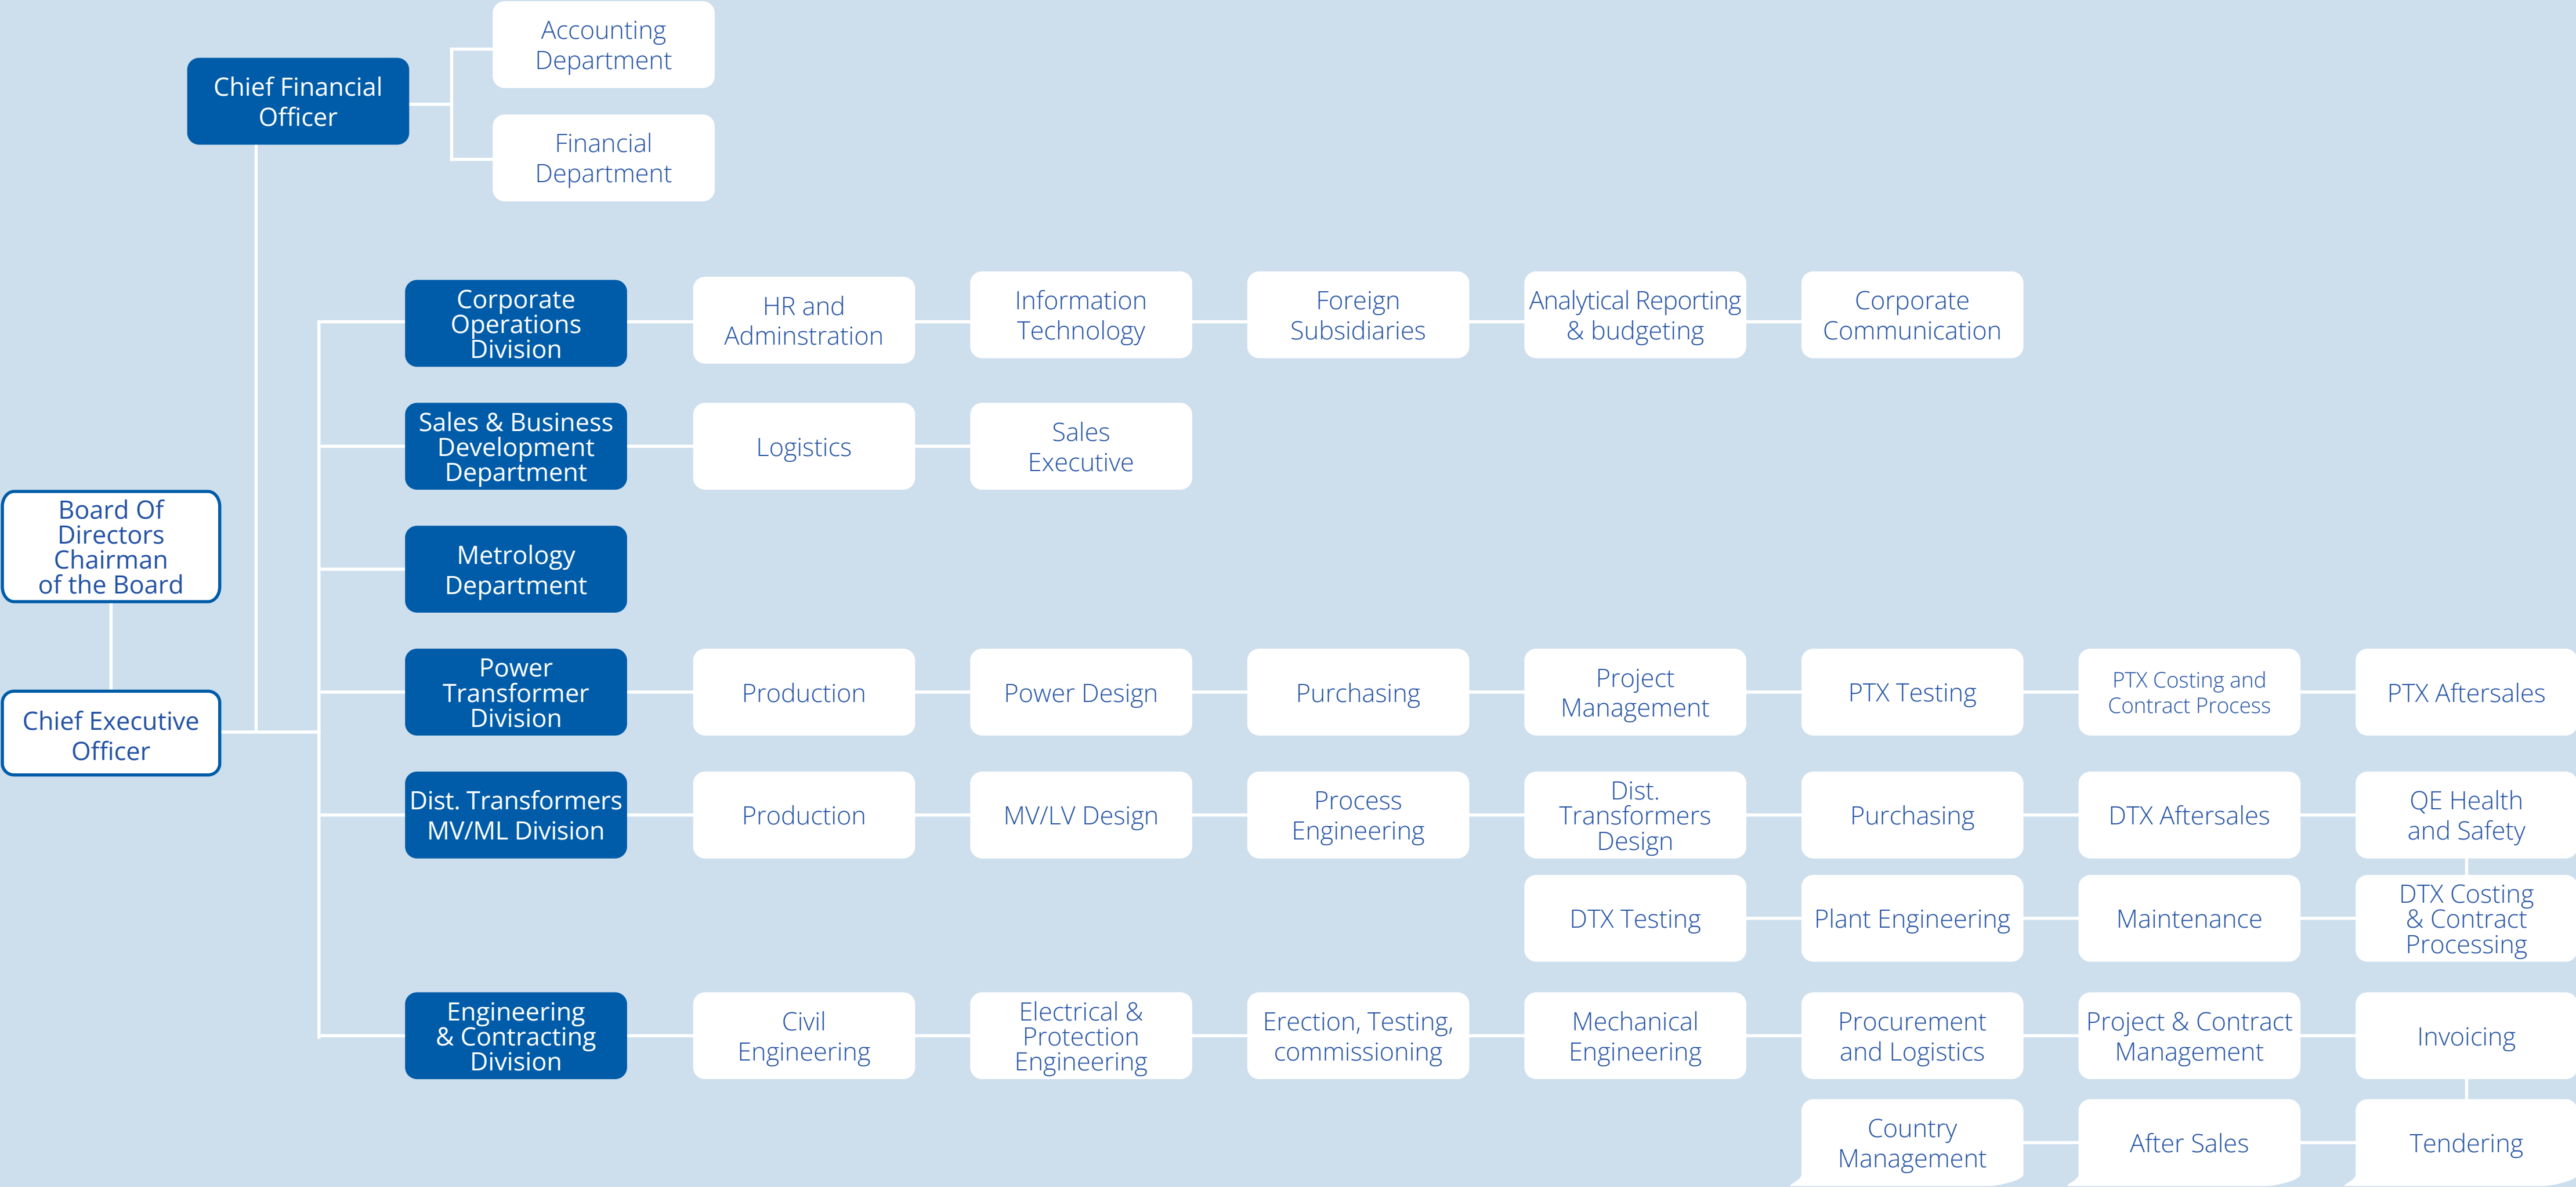 Accounting
Department
Chief Financial
Officer
Financial
Department
Corporate
Operations
Division
HR and
Adminstration
Information
Technology
Foreign
Subsidiaries
Analytical Reporting
& budgeting
Corporate
Communication
Sales & Business
Development
Department
Logistics
Sales
Executive
Board Of
Directors
Chairman
of the Board
Metrology
Department
Chief Executive
Officer
Power
Transformer
Division
Production
Power Design
Purchasing
Project
Management
PTX Testing
PTX Costing and
Contract Process
PTX Aftersales
Dist. Transformers
MV/ML Division
Production
MV/LV Design
Process
Engineering
Dist.
Transformers
Design
Purchasing
DTX Aftersales
QE Health
and Safety
DTX Testing
Plant Engineering
Maintenance
DTX Costing
& Contract
Processing
Engineering
& Contracting
Division
Civil
Engineering
Electrical &
Protection
Engineering
Erection, Testing,
commissioning
Mechanical
Engineering
Procurement
and Logistics
Project & Contract
Management
Invoicing
Country
Management
After Sales
Tendering